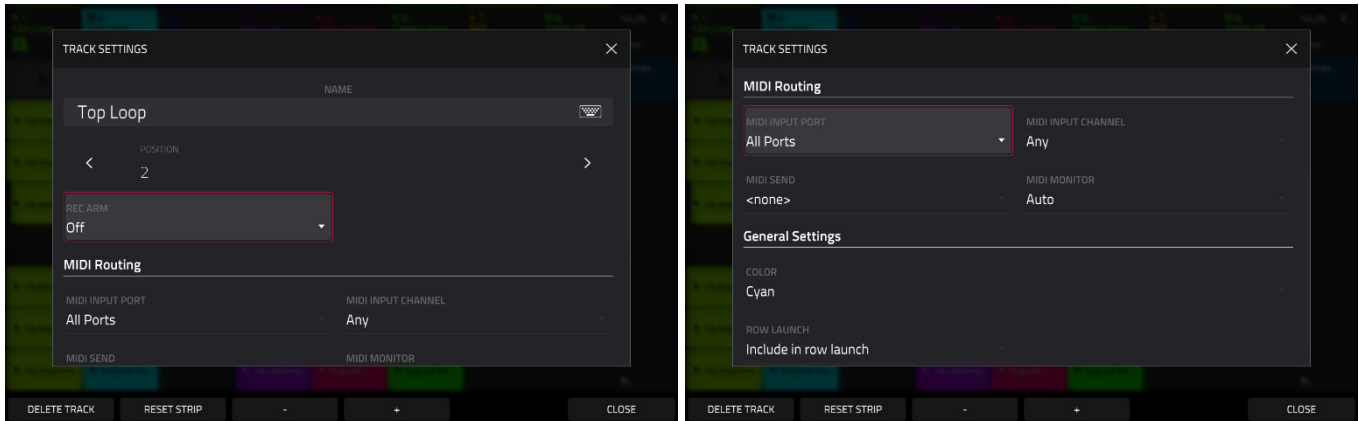 TRACK SETTINGS
NAME
Top Loop
POSITION
2
REC ARM
Off
MIDI Routing
MIDI INPUT PORT MIDI INPUT CHANNEL
All Ports Any
MIDI SEND MIDI MONITOR
DELETE TRACK RESET STRIP - + CLOSE
TRACK SETTINGS
MIDI Routing
MIDI INPUT PORT MIDI INPUT CHANNEL
All Ports Any
MIDI SEND MIDI MONITOR
<none> Auto
General Settings
COLOR
Cyan
ROW LAUNCH
Include in row launch
DELETE TRACK RESET STRIP - + CLOSE